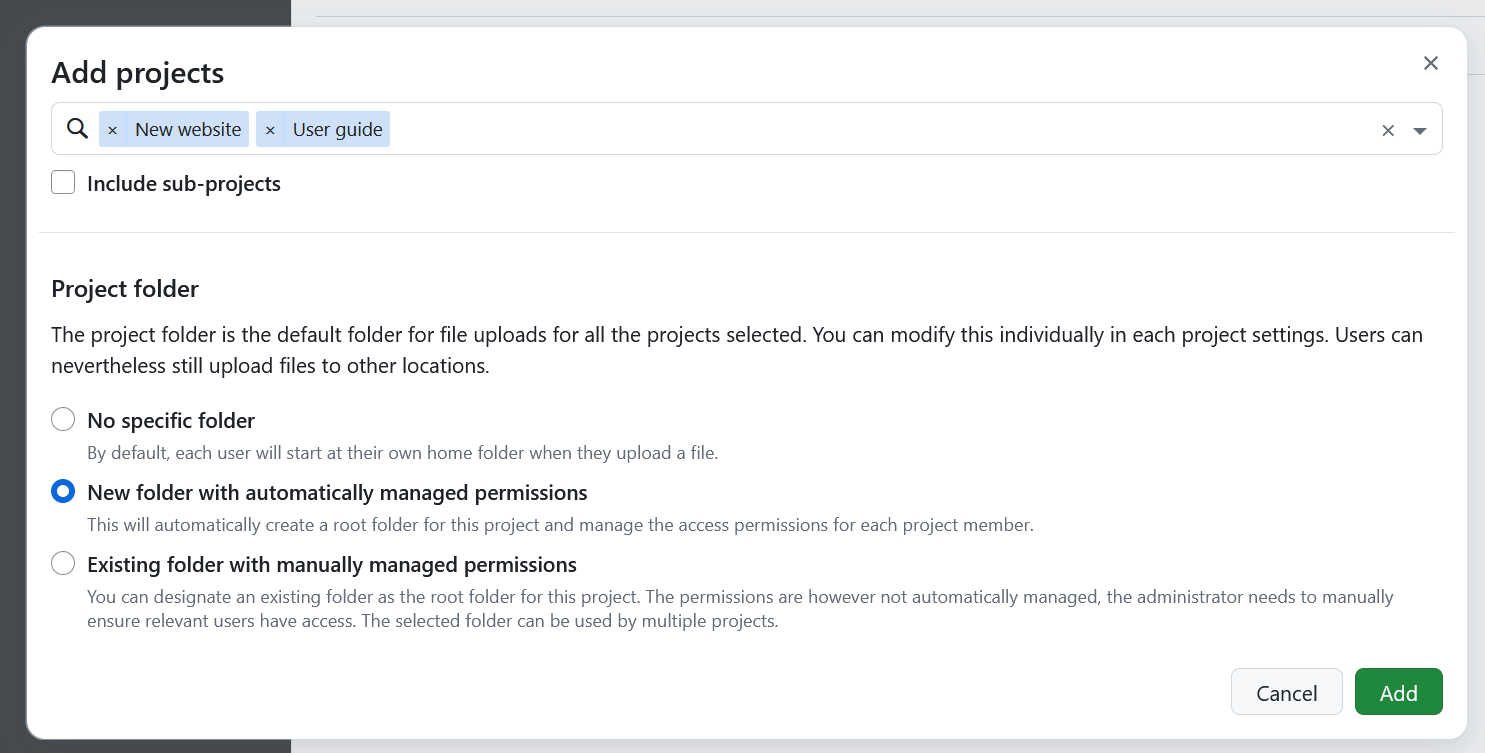 Add projects
× New website × User guide
Include sub-projects
Project folder
The project folder is the default folder for file uploads for all the projects selected. You can modify this individually in each project settings. Users can
nevertheless still upload files to other locations.
No specific folder
By default, each user will start at their own home folder when they upload a file.
New folder with automatically managed permissions
This will automatically create a root folder for this project and manage the access permissions for each project member.
Existing folder with manually managed permissions
You can designate an existing folder as the root folder for this project. The permissions are however not automatically managed, the administrator needs to manually
ensure relevant users have access. The selected folder can be used by multiple projects.
Cancel Add